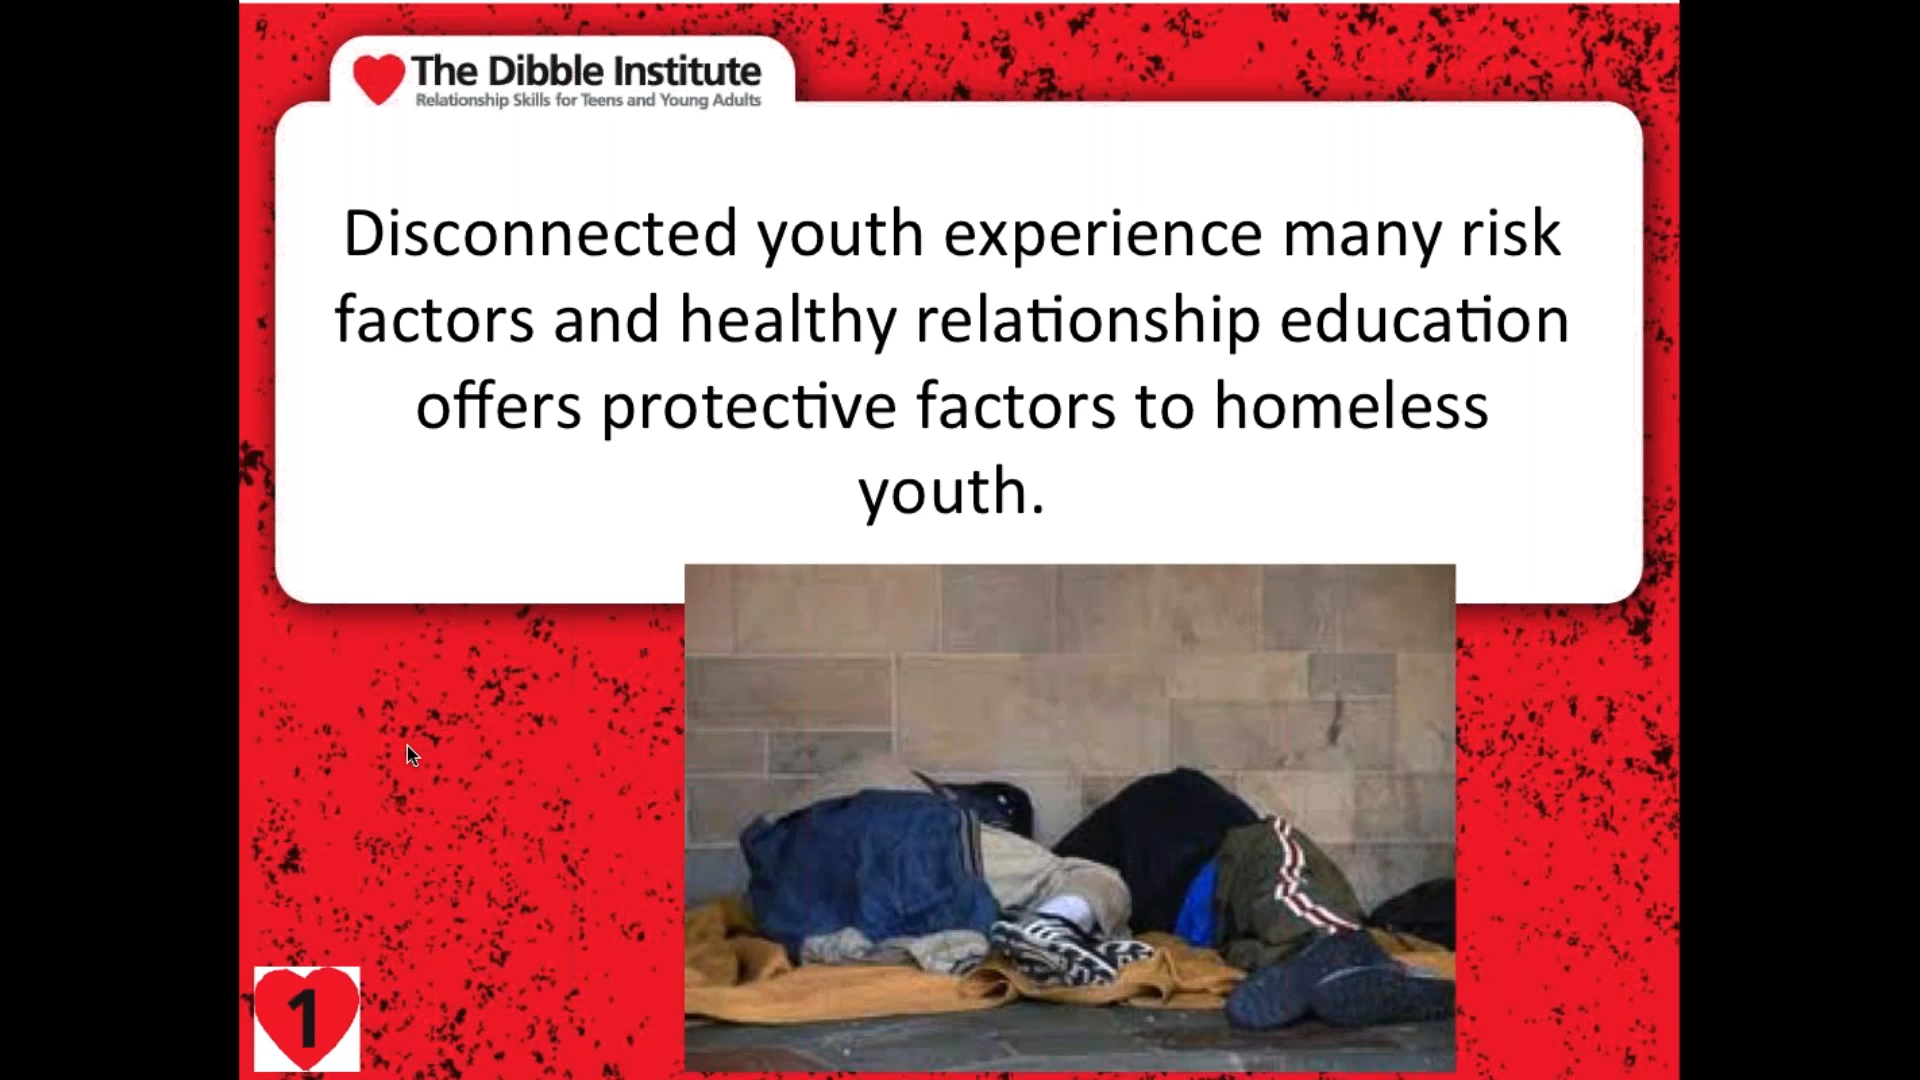 The Dibble Institute
Relationship Skills for Teens and Young Adults
Disconnected youth experience many risk
factors and healthy relationship education
offers protective factors to homeless
youth.
1